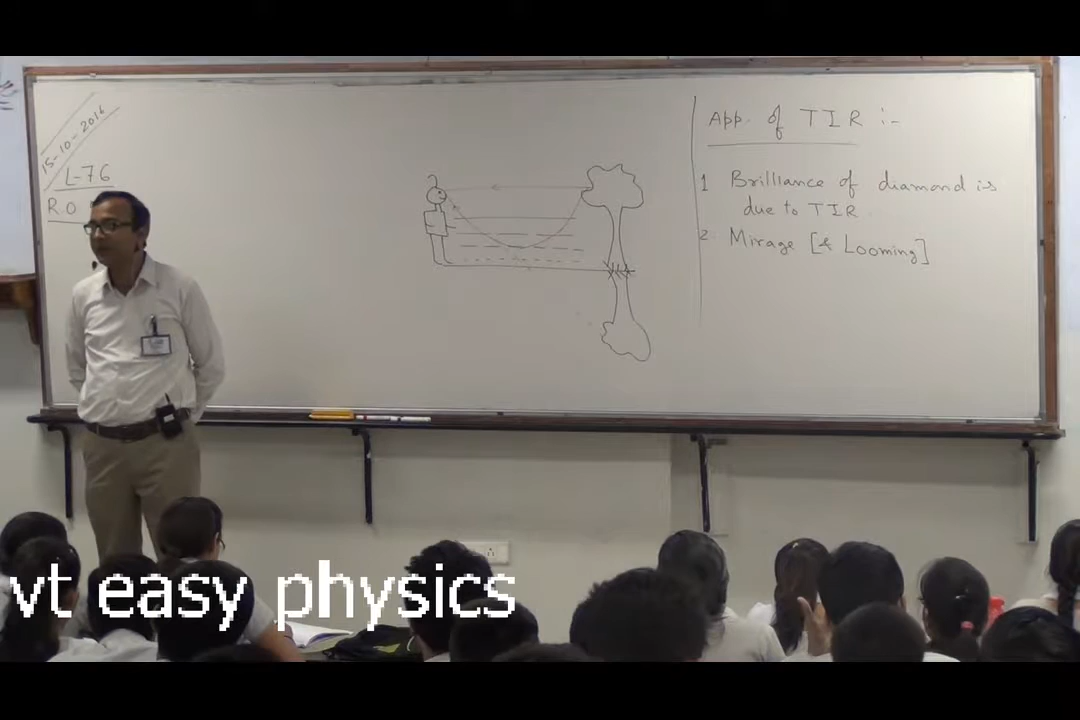 15-10-2016
L-76
R.O
App. of TIR :-
1 Brilliance of diamond is
due to TIR.
2. Mirage [& Looming]
vt easy physics